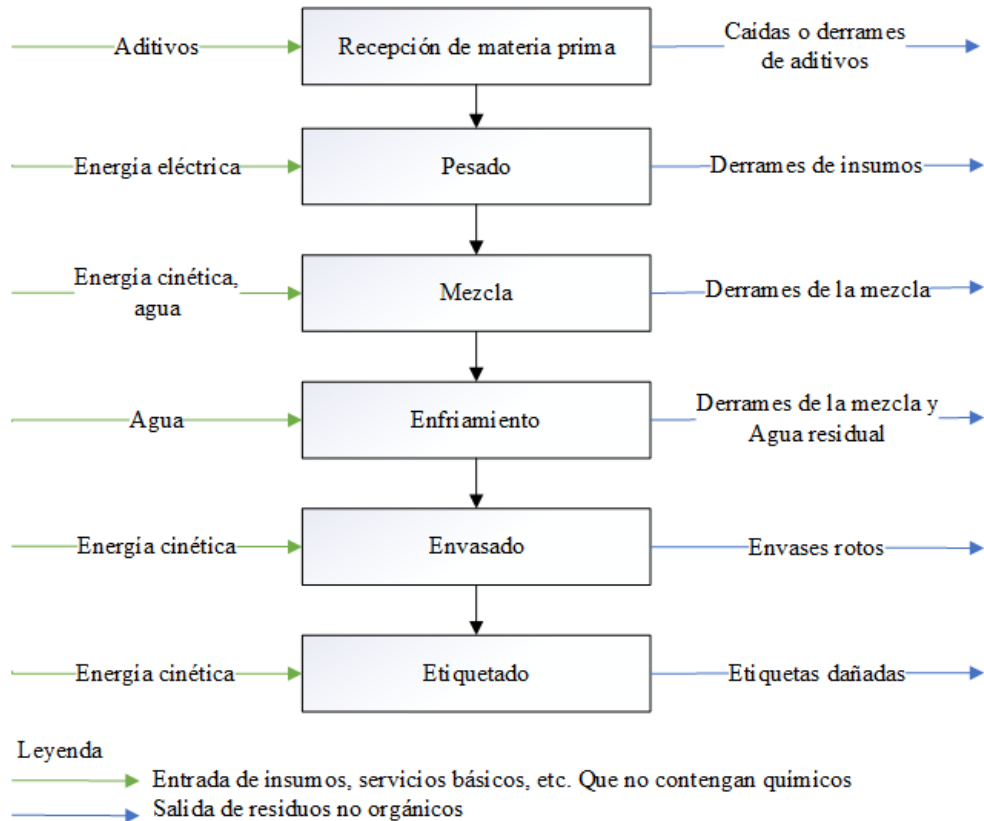 Aditivos
Recepción de materia prima
Caídas o derrames
de aditivos
Energía eléctrica
Pesado
Derrames de insumos
Energía cinética,
agua
Mezcla
Derrames de la mezcla
Agua
Enfriamiento
Derrames de la mezcla y
Agua residual
Energía cinética
Envasado
Envases rotos
Energía cinética
Etiquetado
Etiquetas dañadas
Leyenda
Entrada de insumos, servicios básicos, etc. Que no contengan químicos
Salida de residuos no orgánicos